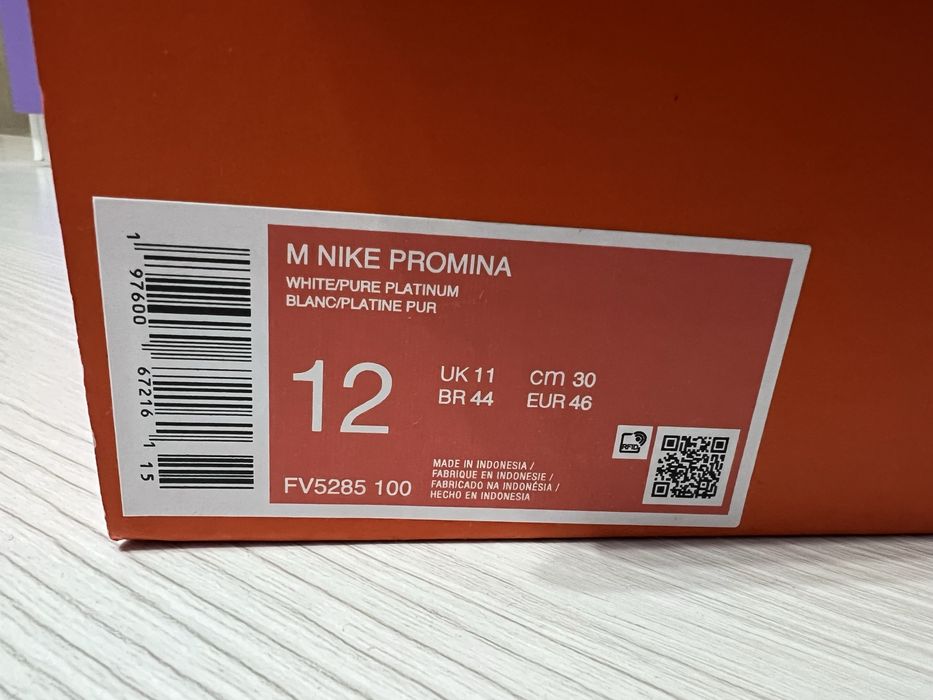 M NIKE PROMINA
WHITE/PURE PLATINUM
BLANC/PLATINE PUR
12
UK 11 cm 30
BR 44 EUR 46
FV5285 100
MADE IN INDONESIA /
FABRIQUE EN INDONESIE /
FABRICADO NA INDONÉSIA /
HECHO EN INDONESIA
RFID
1 97600 67216 1 15